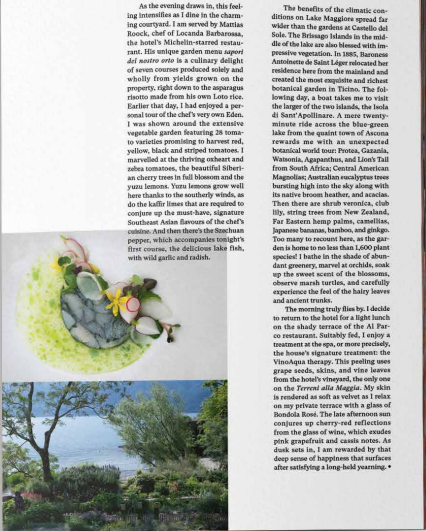 As the evening draws in, this feel-
ing intensifies as I dine in the charm-
ing courtyard. I am served by Mattias
Roock, chef of Locanda Barbarossa,
the hotel's Michelin-starred restau-
rant. His unique garden menu sapori
del nostro orto is a culinary delight
of seven courses produced solely and
wholly from yields grown on the
property, right down to the asparagus
risotto made from his own Loto rice.
Earlier that day, I had enjoyed a per-
sonal tour of the chef's very own Eden.
I was shown around the extensive
vegetable garden featuring 28 toma-
to varieties promising to harvest red,
yellow, black and striped tomatoes. I
marvelled at the thriving oxheart and
zebra tomatoes, the beautiful Siberi-
an cherry trees in full blossom and the
yuzu lemons. Yuzu lemons grow well
here thanks to the southerly winds, as
do the kaffir limes that are required to
conjure up the must-have, signature
Southeast Asian flavours of the chef's
cuisine. And then there's the Szechuan
pepper, which accompanies tonight's
first course, the delicious lake fish,
with wild garlic and radish.
The benefits of the climatic con-
ditions on Lake Maggiore spread far
wider than the gardens at Castello del
Sole. The Brissago Islands in the mid-
dle of the lake are also blessed with im-
pressive vegetation. In 1885, Baroness
Antoinette de Saint Léger relocated her
residence here from the mainland and
created the most exquisite and richest
botanical garden in Ticino. The fol-
lowing day, a boat takes me to visit
the larger of the two islands, the Isola
di Sant'Apollinare. A mere twenty-
minute ride across the blue-green
lake from the quaint town of Ascona
rewards me with an unexpected
botanical world tour: Protea, Gazania,
Watsonia, Agapanthus, and Lion's Tail
from South Africa; Central American
Magnolias; Australian eucalyptus trees
bursting high into the sky along with
its native broom heather, and acacias.
Then there are shrub veronica, club
lily, string trees from New Zealand,
Far Eastern hemp palms, camellias,
Japanese bananas, bamboo, and ginkgo.
Too many to recount here, as the gar-
den is home to no less than 1,600 plant
species! I bathe in the shade of abun-
dant greenery, marvel at orchids, soak
up the sweet scent of the blossoms,
observe marsh turtles, and carefully
experience the feel of the hairy leaves
and ancient trunks.
The morning truly flies by. I decide
to return to the hotel for a light lunch
on the shady terrace of the Al Par-
co restaurant. Suitably fed, I enjoy a
treatment at the spa, or more precisely,
the house's signature treatment: the
VinoAqua therapy. This peeling uses
grape seeds, skins, and vine leaves
from the hotel's vineyard, the only one
on the Terreni alla Maggia. My skin
is rendered as soft as velvet as I relax
on my private terrace with a glass of
Bondola Rosé. The late afternoon sun
conjures up cherry-red reflections
from the glass of wine, which exudes
pink grapefruit and cassis notes. As
dusk sets in, I am rewarded by that
deep sense of happiness that surfaces
after satisfying a long-held yearning. ♦